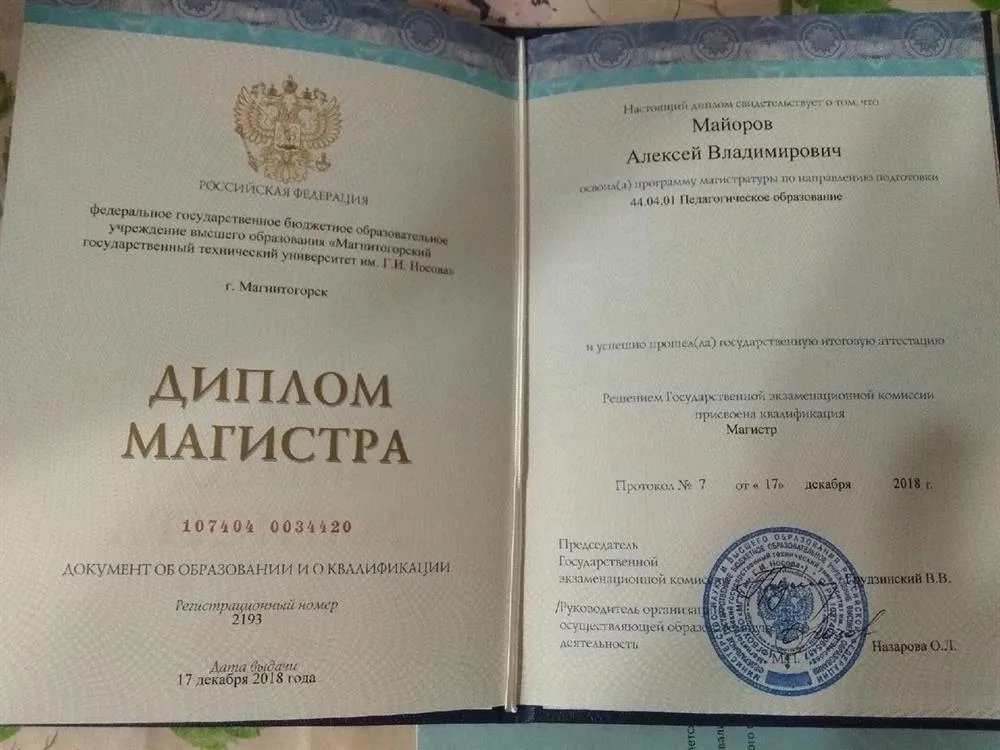 РОССИЙСКАЯ ФЕДЕРАЦИЯ
федеральное государственное бюджетное образовательное
учреждение высшего образования «Магнитогорский
государственный технический университет им. Г.И. Носова»
г. Магнитогорск
ДИПЛОМ
МАГИСТРА
107404 0034420
ДОКУМЕНТ ОБ ОБРАЗОВАНИИ И О КВАЛИФИКАЦИИ
Регистрационный номер
2193
Дата выдачи
17 декабря 2018 года
Настоящий диплом свидетельствует о том, что
Майоров
Алексей Владимирович
освоил(а) программу магистратуры по направлению подготовки
44.04.01 Педагогическое образование
и успешно прошел(ла) государственную итоговую аттестацию
Решением Государственной экзаменационной комиссии
присвоена квалификация
Магистр
Протокол № 7 от « 17» декабря 2018 г.
Председатель
Государственной
экзаменационной Грудзинский В.В.
Руководитель
осуществляющей
деятельность Назарова О.Л.
М.П.